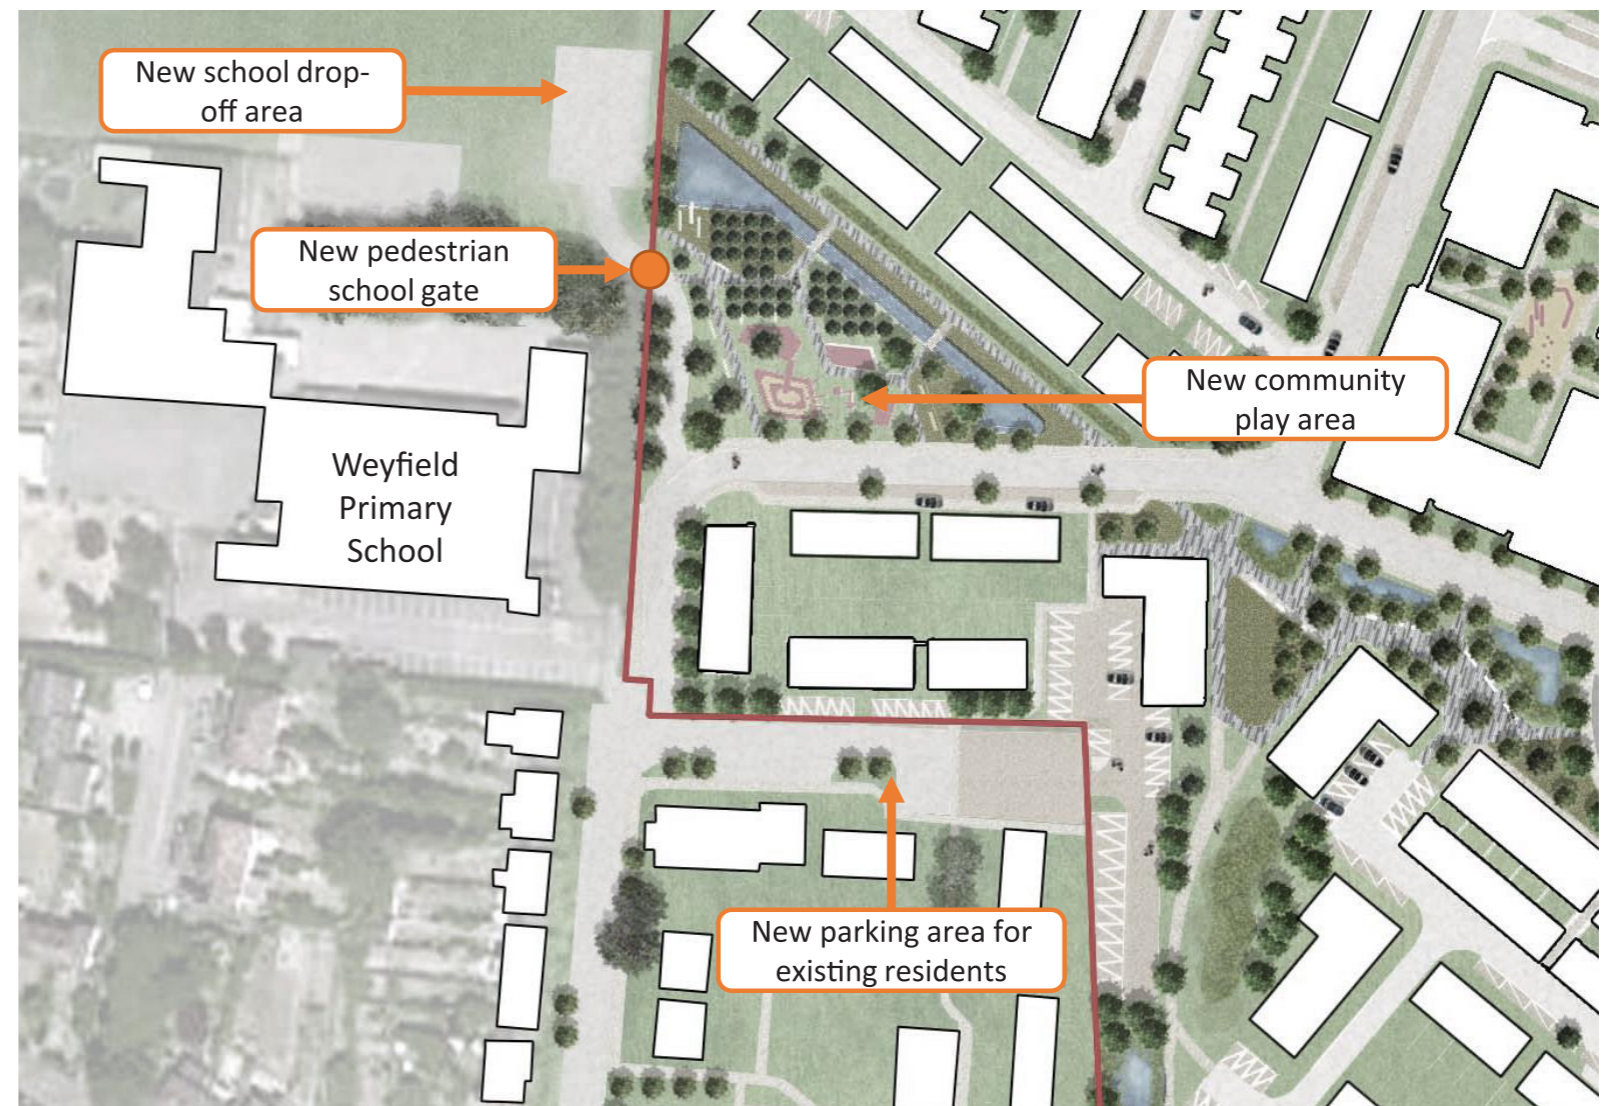 New school drop-
off area
New pedestrian
school gate
New community
play area
Weyfield
Primary
School
New parking area for
existing residents